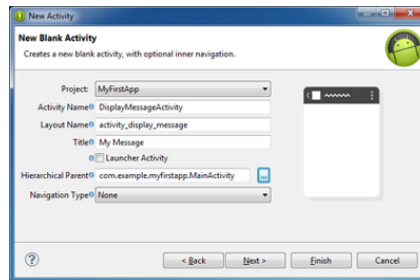 New Activity
New Blank Activity
Creates a new blank activity, with optional inner navigation.
Project: MyFirstApp
Activity Name DisplayMessageActivity
Layout Name activity_display_message
Title My Message
Launcher Activity
Hierarchical Parent com.example.myfirstapp.MainActivity ...
Navigation Type None
? < Back Next > Finish Cancel